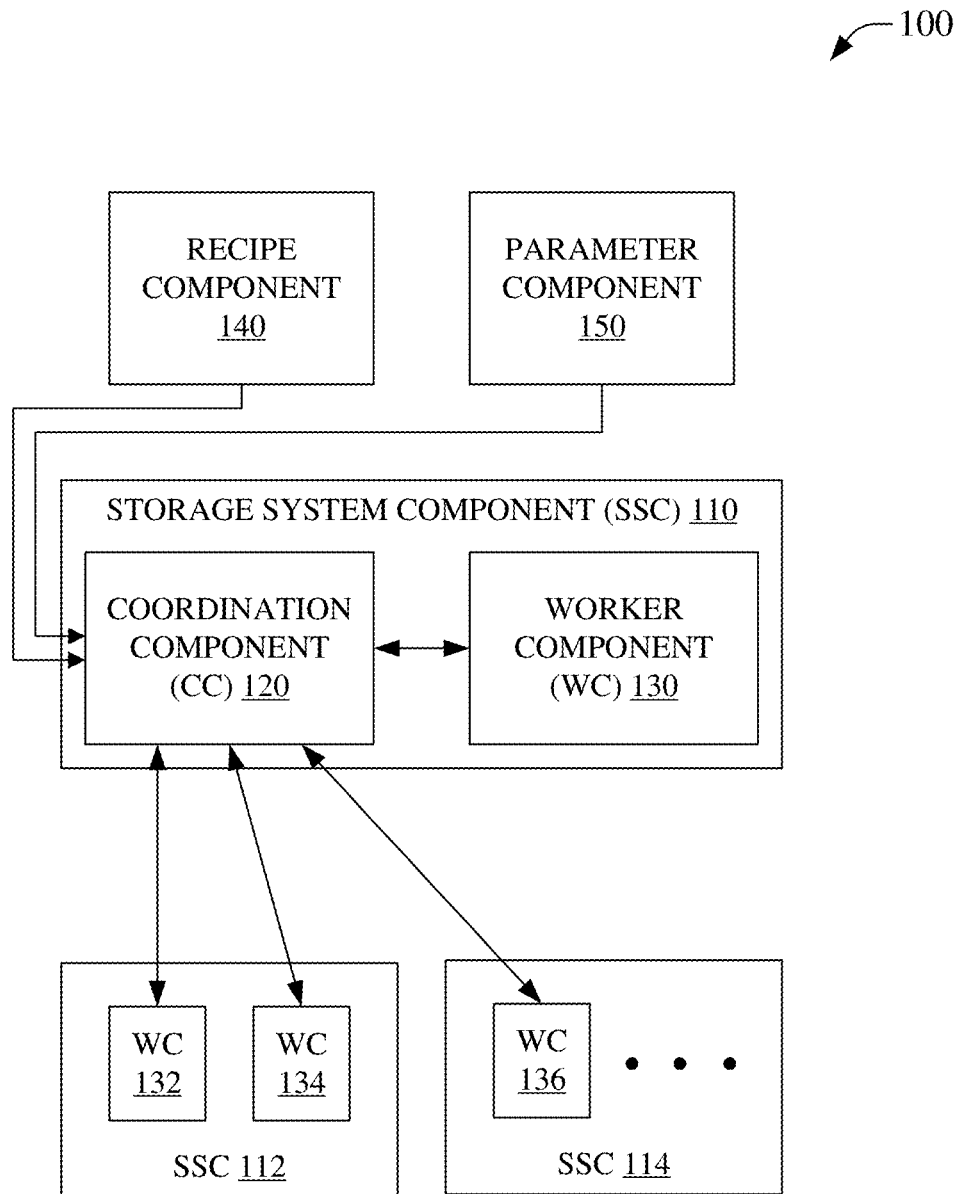 100
RECIPE
COMPONENT
140
PARAMETER
COMPONENT
150
STORAGE SYSTEM COMPONENT (SSC) 110
COORDINATION
COMPONENT
(CC) 120
WORKER
COMPONENT
(WC) 130
WC
132
WC
134
SSC 112
WC
136
SSC 114